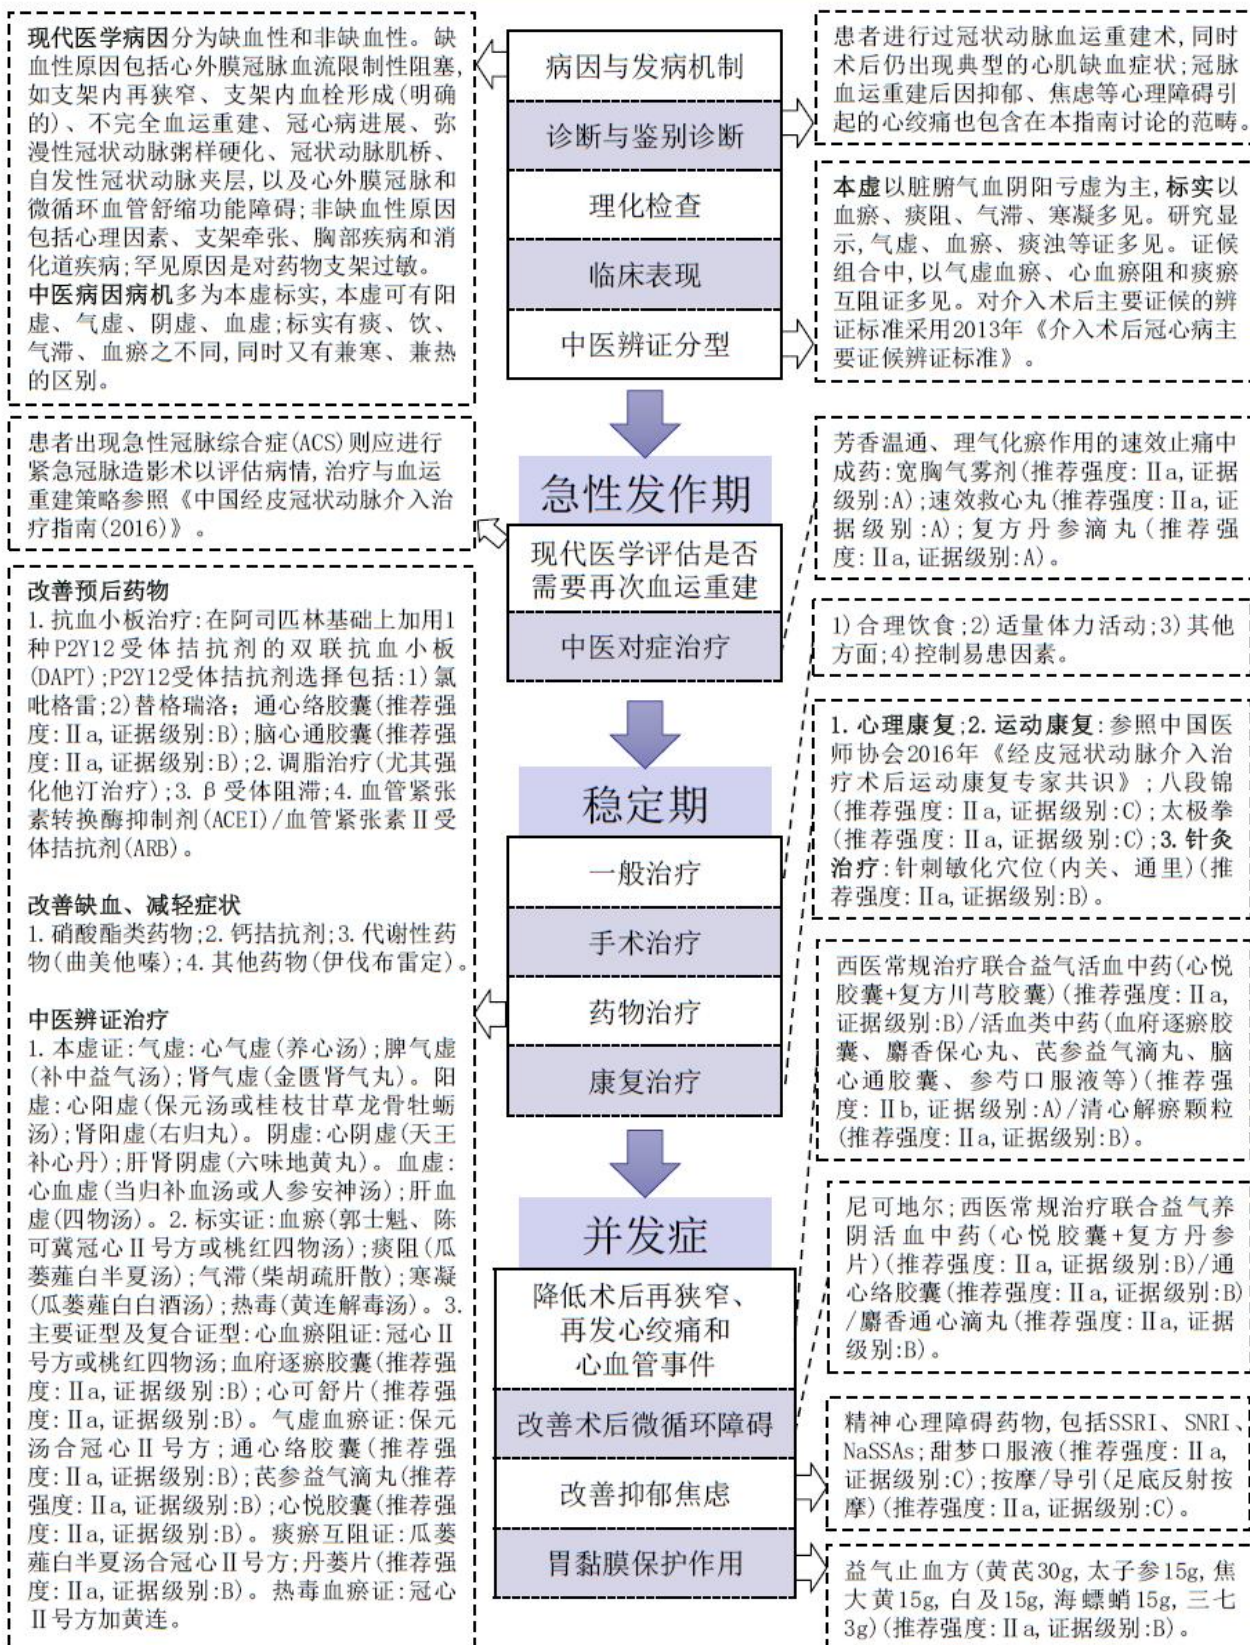 现代医学病因分为缺血性和非缺血性。缺
血性原因包括心外膜冠脉血流限制性阻塞,
如支架内再狭窄、支架内血栓形成(明确
的)、不完全血运重建、冠心病进展、弥
漫性冠状动脉粥样硬化、冠状动脉肌桥、
自发性冠状动脉夹层,以及心外膜冠脉和
微循环血管舒缩功能障碍;非缺血性原因
包括心理因素、支架牵张、胸部疾病和消
化道疾病;罕见原因是对药物支架过敏。
中医病因病机多为本虚标实,本虚可有阳
虚、气虚、阴虚、血虚;标实有痰、饮、
气滞、血瘀之不同,同时又有兼寒、兼热
的区别。
病因与发病机制
诊断与鉴别诊断
理化检查
临床表现
中医辨证分型
患者进行过冠状动脉血运重建术,同时
术后仍出现典型的心肌缺血症状;冠脉
血运重建后因抑郁、焦虑等心理障碍引
起的心绞痛也包含在本指南讨论的范畴。
本虚以脏腑气血阴阳亏虚为主,标实以
血瘀、痰阻、气滞、寒凝多见。研究显
示,气虚、血瘀、痰浊等证多见。证候
组合中,以气虚血瘀、心血瘀阻和痰瘀
互阻证多见。对介入术后主要证候的辨
证标准采用2013年《介入术后冠心病主
要证候辨证标准》。
患者出现急性冠脉综合症(ACS)则应进行
紧急冠脉造影术以评估病情,治疗与血运
重建策略参照《中国经皮冠状动脉介入治
疗指南(2016)》。
急性发作期
现代医学评估是否
需要再次血运重建
中医对症治疗
芳香温通、理气化瘀作用的速效止痛中
成药:宽胸气雾剂(推荐强度:Ⅱa,证据
级别:A);速效救心丸(推荐强度:Ⅱa,证
据级别:A);复方丹参滴丸(推荐强
度:Ⅱa,证据级别:A)。
改善预后药物
1.抗血小板治疗:在阿司匹林基础上加用1
种P2Y12受体拮抗剂的双联抗血小板
(DAPT);P2Y12受体拮抗剂选择包括:1)氯
吡格雷;2)替格瑞洛;通心络胶囊(推荐强
度:Ⅱa,证据级别:B);脑心通胶囊(推荐强
度:Ⅱa,证据级别:B);2.调脂治疗(尤其强
化他汀治疗);3.β受体阻滞;4.血管紧张
素转换酶抑制剂(ACEI)/血管紧张素Ⅱ受
体拮抗剂(ARB)。
改善缺血、减轻症状
1.硝酸酯类药物;2.钙拮抗剂;3.代谢性药
物(曲美他嗪);4.其他药物(伊伐布雷定)。
中医辨证治疗
1.本虚证:气虚:心气虚(养心汤);脾气虚
(补中益气汤);肾气虚(金匮肾气丸)。阳
虚:心阳虚(保元汤或桂枝甘草龙骨牡蛎
汤);肾阳虚(右归丸)。阴虚:心阴虚(天王
补心丹);肝肾阴虚(六味地黄丸)。血虚:
心血虚(当归补血汤或人参安神汤);肝血
虚(四物汤)。2.标实证:血瘀(郭士魁、陈
可冀冠心Ⅱ号方或桃红四物汤);痰阻(瓜
蒌薤白半夏汤);气滞(柴胡疏肝散);寒凝
(瓜蒌薤白白酒汤);热毒(黄连解毒汤)。3.
主要证型及复合证型:心血瘀阻证:冠心Ⅱ
号方或桃红四物汤;血府逐瘀胶囊(推荐强
度:Ⅱa,证据级别:B);心可舒片(推荐强
度:Ⅱa,证据级别:B)。气虚血瘀证:保元
汤合冠心Ⅱ号方;通心络胶囊(推荐强
度:Ⅱa,证据级别:B);芪参益气滴丸(推荐
强度:Ⅱa,证据级别:B);心悦胶囊(推荐强
度:Ⅱa,证据级别:B)。痰瘀互阻证:瓜蒌
薤白半夏汤合冠心Ⅱ号方;丹蒌片(推荐强
度:Ⅱa,证据级别:B)。热毒血瘀证:冠心
Ⅱ号方加黄连。
稳定期
一般治疗
手术治疗
药物治疗
康复治疗
1)合理饮食;2)适量体力活动;3)其他
方面;4)控制易患因素。
1.心理康复;2.运动康复:参照中国医
师协会2016年《经皮冠状动脉介入治
疗术后运动康复专家共识》;八段锦
(推荐强度:Ⅱa,证据级别:C);太极拳
(推荐强度:Ⅱa,证据级别:C);3.针灸
治疗:针刺敏化穴位(内关、通里)(推
荐强度:Ⅱa,证据级别:B)。
西医常规治疗联合益气活血中药(心悦
胶囊+复方川芎胶囊)(推荐强度:Ⅱa,
证据级别:B)/活血类中药(血府逐瘀胶
囊、麝香保心丸、芪参益气滴丸、脑
心通胶囊、参芍口服液等)(推荐强
度:Ⅱb,证据级别:A)/清心解瘀颗粒
(推荐强度:Ⅱa,证据级别:B)。
并发症
降低术后再狭窄、
再发心绞痛和
心血管事件
改善术后微循环障碍
改善抑郁焦虑
胃黏膜保护作用
尼可地尔;西医常规治疗联合益气养
阴活血中药(心悦胶囊+复方丹参
片)(推荐强度:Ⅱa,证据级别:B)/通
心络胶囊(推荐强度:Ⅱa,证据级别:B)
/麝香通心滴丸(推荐强度:Ⅱa,证据
级别:B)。
精神心理障碍药物,包括SSRI、SNRI、
NaSSAs;甜梦口服液(推荐强度:Ⅱa,
证据级别:C);按摩/导引(足底反射按
摩)(推荐强度:Ⅱa,证据级别:C)。
益气止血方(黄芪30g,太子参15g,焦
大黄15g,白及15g,海螵蛸15g,三七
3g)(推荐强度:Ⅱa,证据级别:B)。